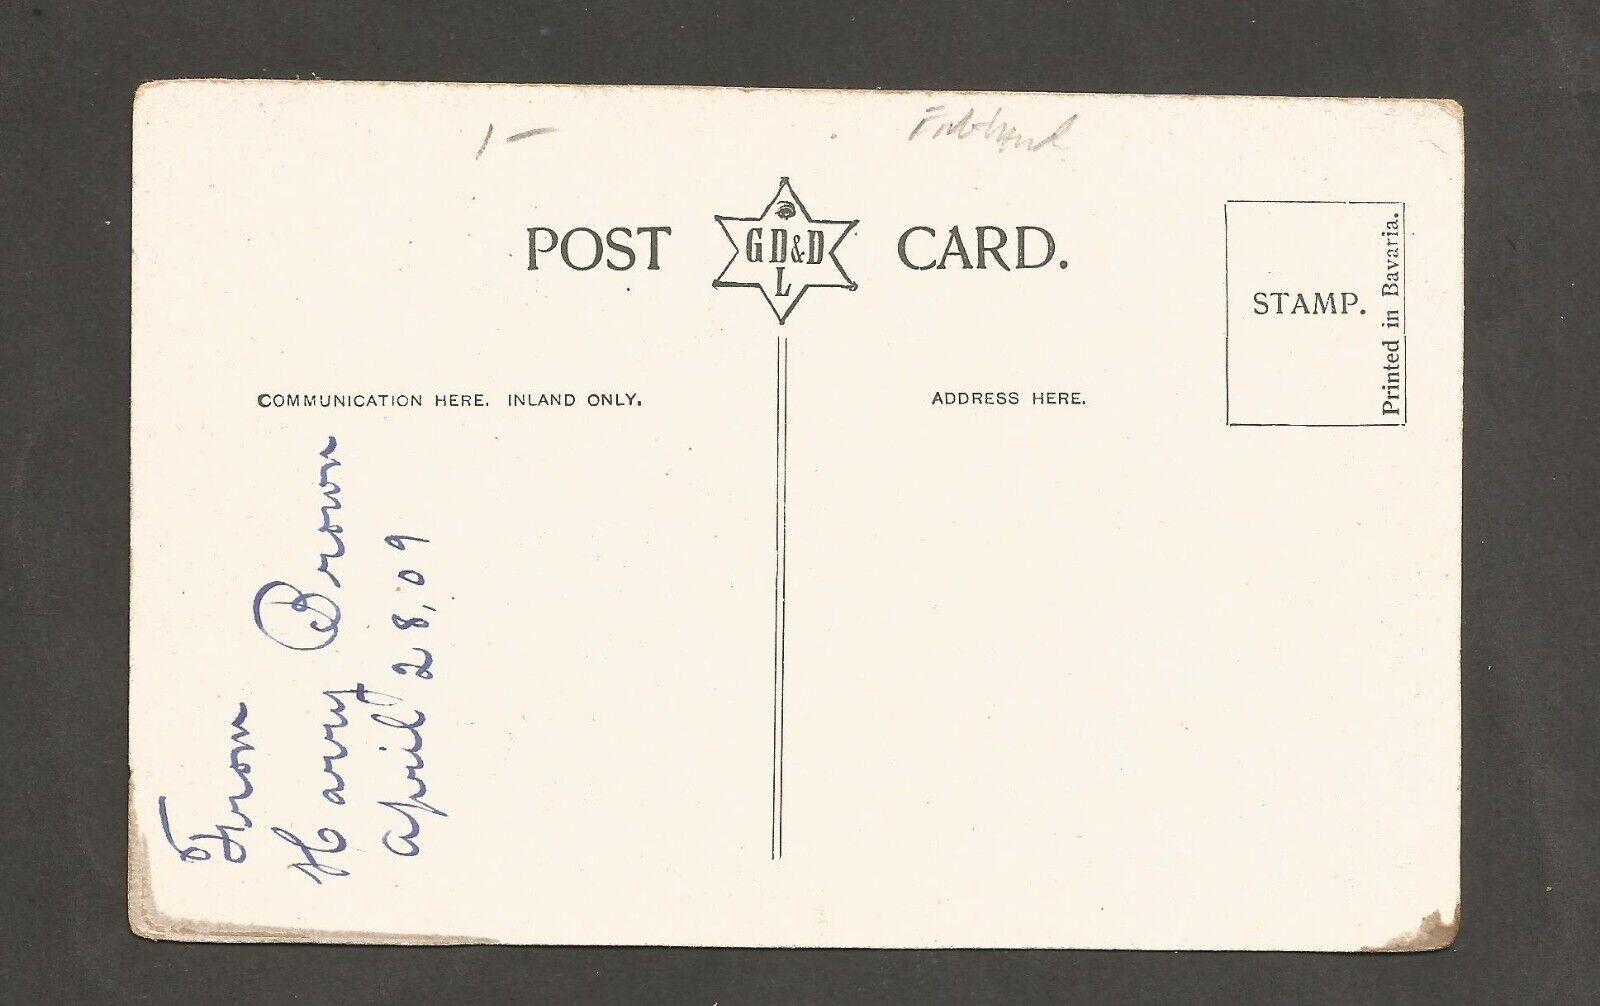 1 –
POST GD&D L CARD.
STAMP.
Printed in Bavaria.
COMMUNICATION HERE. INLAND ONLY.
ADDRESS HERE.
From
Harry Brown
April 28, 09